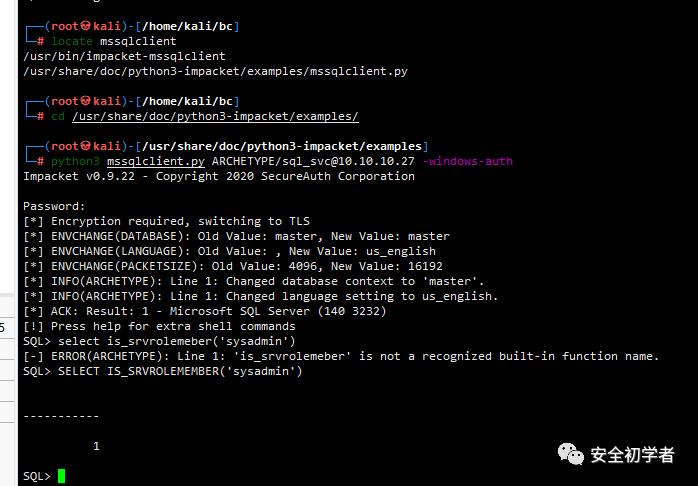 ┌──(root㉿kali)-[/home/kali/bc]
└─# locate mssqlclient
/usr/bin/impacket-mssqlclient
/usr/share/doc/python3-impacket/examples/mssqlclient.py
┌──(root㉿kali)-[/home/kali/bc]
└─# cd /usr/share/doc/python3-impacket/examples/
┌──(root㉿kali)-[/usr/share/doc/python3-impacket/examples]
└─# python3 mssqlclient.py ARCHETYPE/sql_svc@10.10.10.27 -windows-auth
Impacket v0.9.22 - Copyright 2020 SecureAuth Corporation
Password:
[*] Encryption required, switching to TLS
[*] ENVCHANGE(DATABASE): Old Value: master, New Value: master
[*] ENVCHANGE(LANGUAGE): Old Value: , New Value: us_english
[*] ENVCHANGE(PACKETSIZE): Old Value: 4096, New Value: 16192
[*] INFO(ARCHETYPE): Line 1: Changed database context to 'master'.
[*] INFO(ARCHETYPE): Line 1: Changed language setting to us_english.
[*] ACK: Result: 1 - Microsoft SQL Server (140 3232)
[!] Press help for extra shell commands
SQL> select is_srvrolemeber('sysadmin')
[-] ERROR(ARCHETYPE): Line 1: 'is_srvrolemeber' is not a recognized built-in function name.
SQL> SELECT IS_SRVROLEMEMBER('sysadmin')
-----------
1
SQL>
5
安全初学者